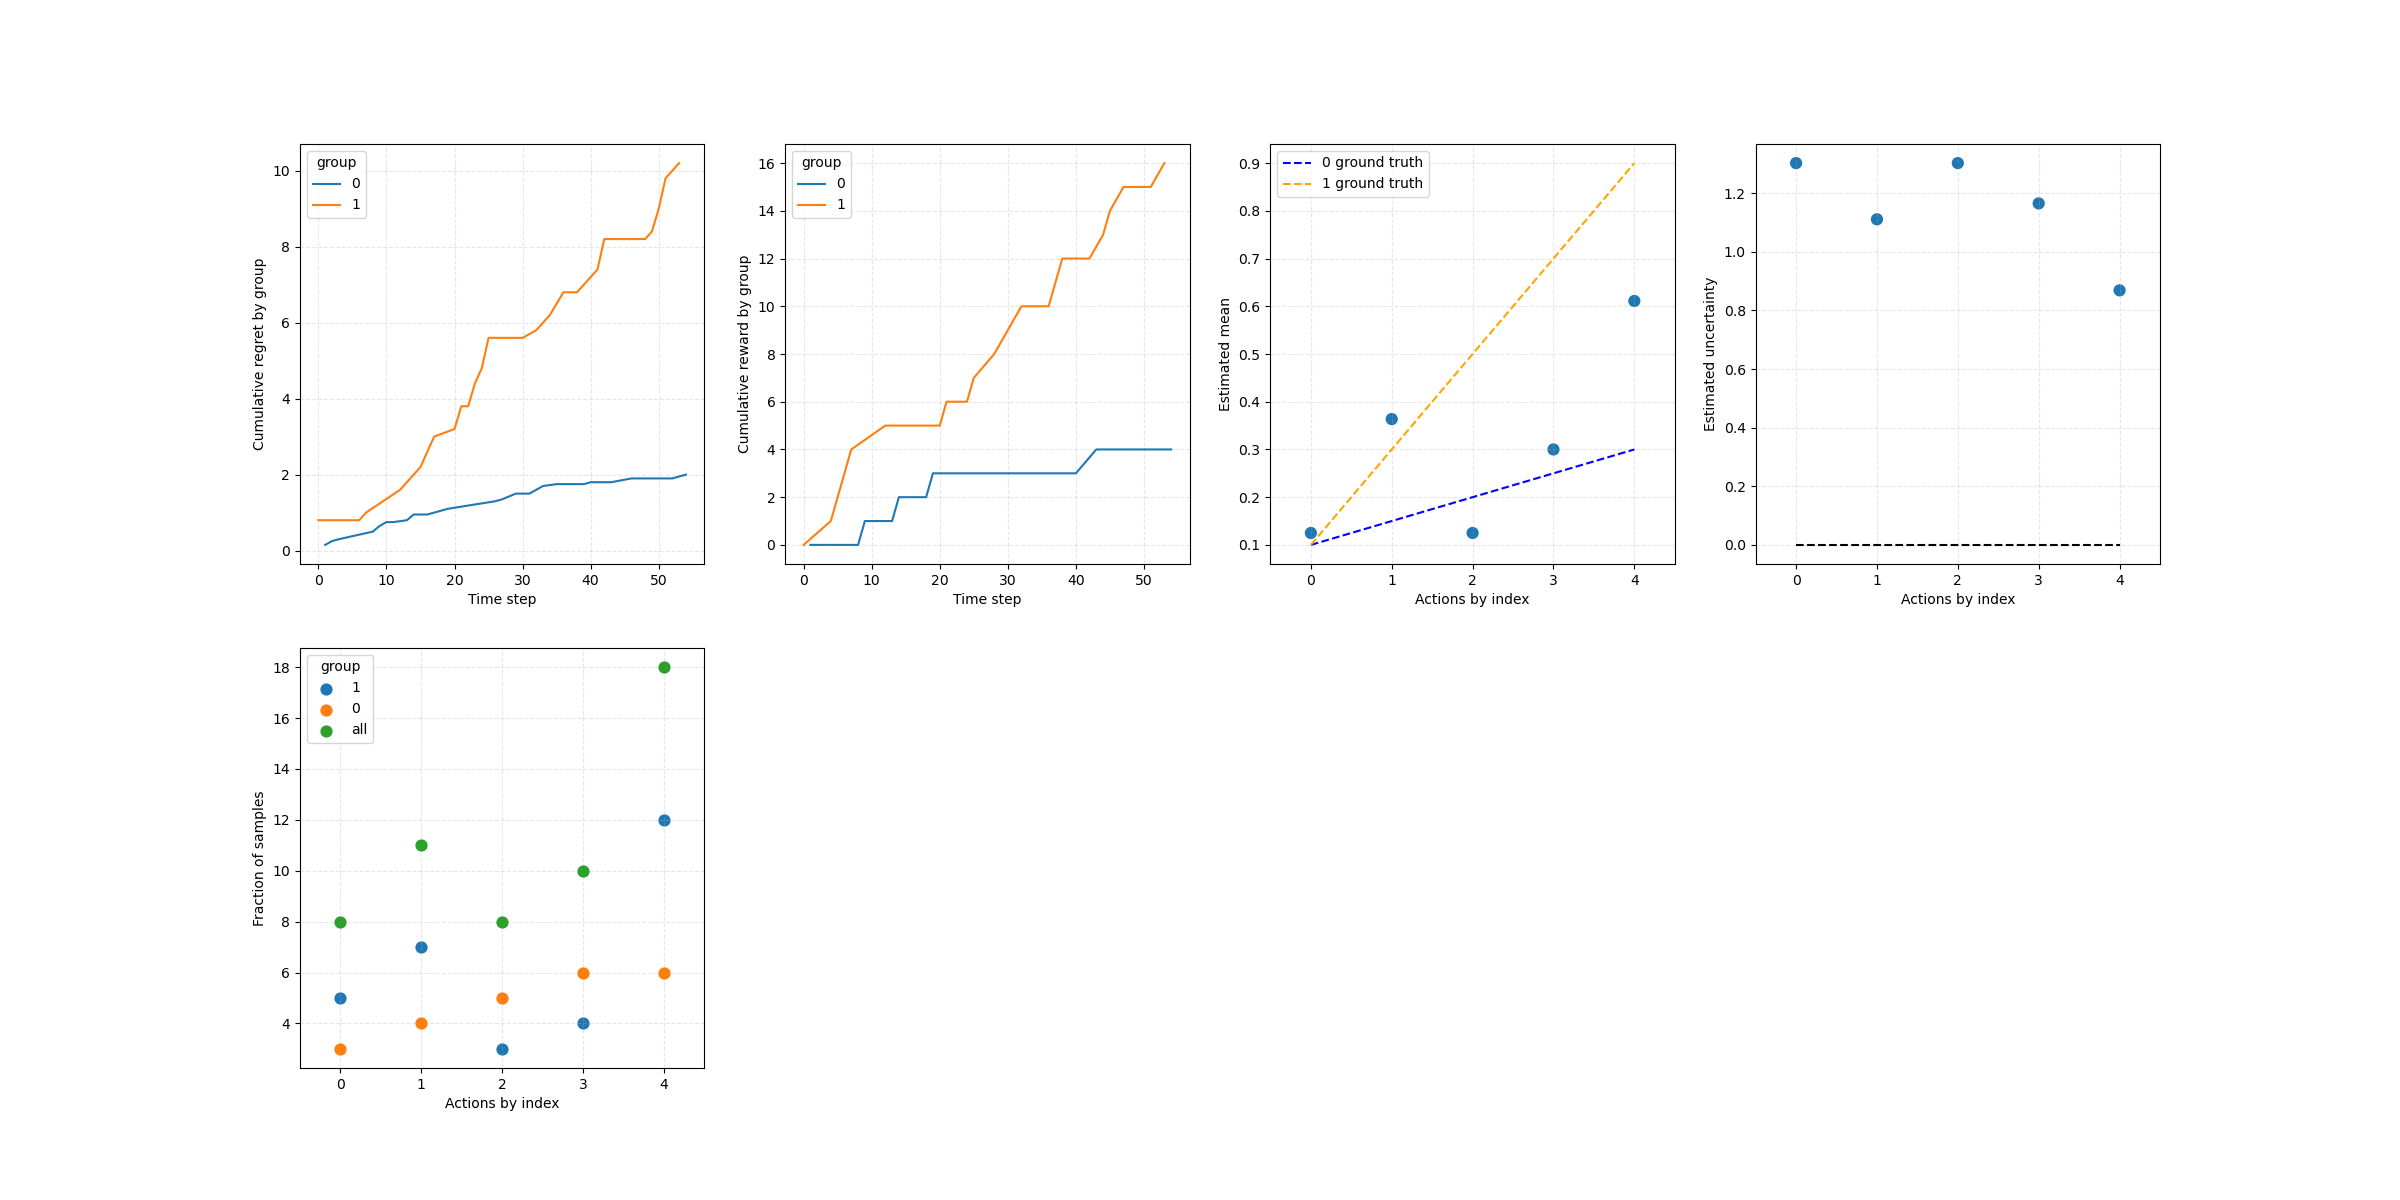 group
0
1
Cumulative regret by group
10
8
6
4
2
0
0 10 20 30 40 50
Time step
group
0
1
Cumulative reward by group
16
14
12
10
8
6
4
2
0
0 10 20 30 40 50
Time step
0 ground truth
1 ground truth
Estimated mean
0.9
0.8
0.7
0.6
0.5
0.4
0.3
0.2
0.1
0 1 2 3 4
Actions by index
Estimated uncertainty
1.2
1.0
0.8
0.6
0.4
0.2
0.0
0 1 2 3 4
Actions by index
group
1
0
all
Fraction of samples
18
16
14
12
10
8
6
4
0 1 2 3 4
Actions by index